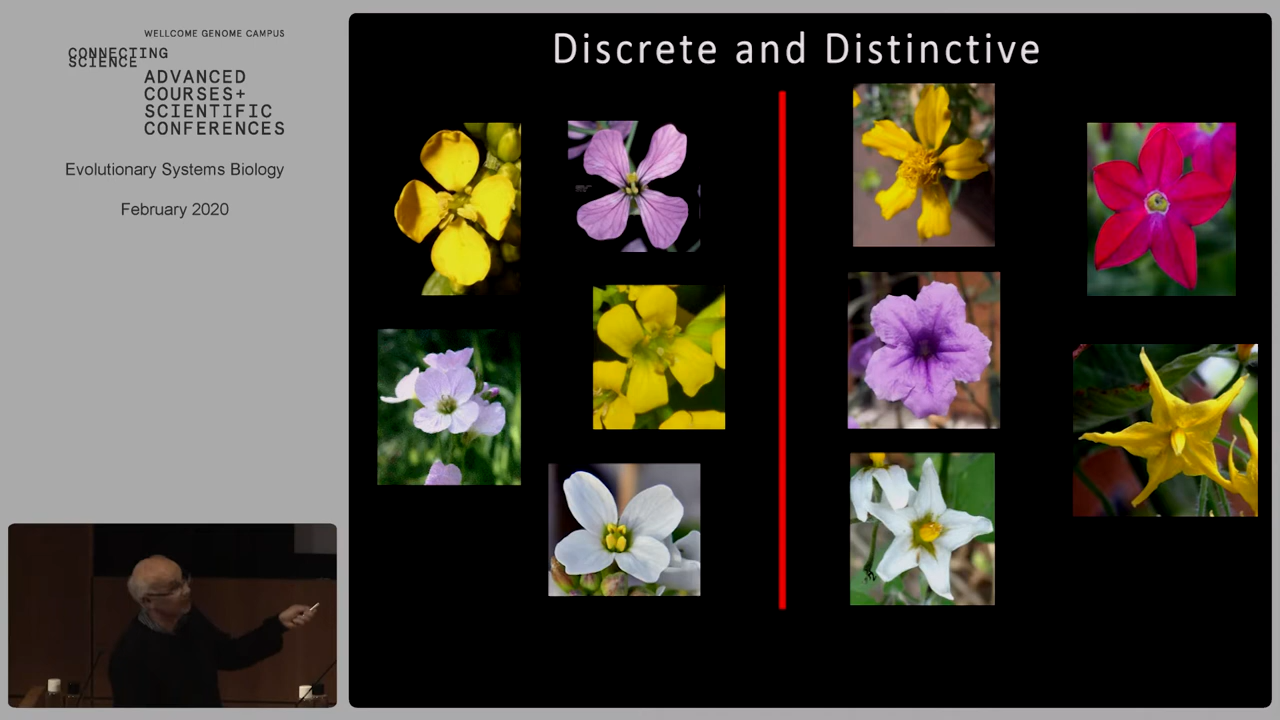 WELLCOME GENOME CAMPUS
CONNECTING
SCIENCE
ADVANCED
COURSES+
SCIENTIFIC
CONFERENCES
Evolutionary Systems Biology
February 2020
Discrete and Distinctive